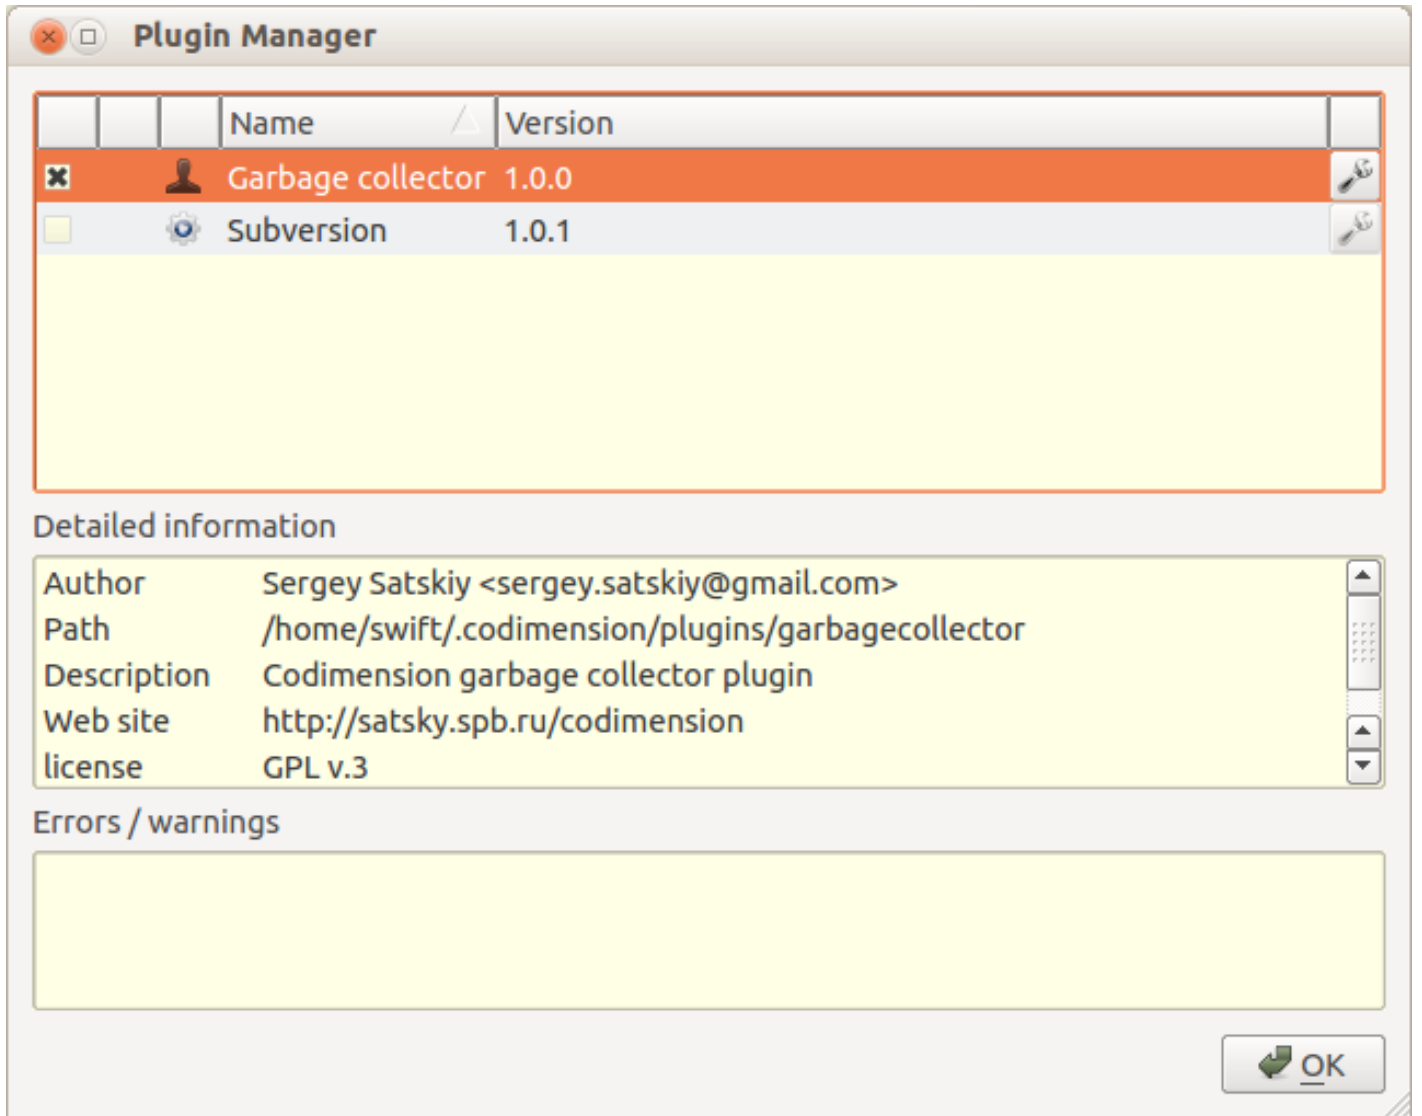 Plugin Manager
Name Version
Garbage collector 1.0.0
Subversion 1.0.1
Detailed information
Author Sergey Satskiy <sergey.satskiy@gmail.com>
Path /home/swift/.codimension/plugins/garbagecollector
Description Codimension garbage collector plugin
Web site http://satsky.spb.ru/codimension
license GPL v.3
Errors / warnings
OK